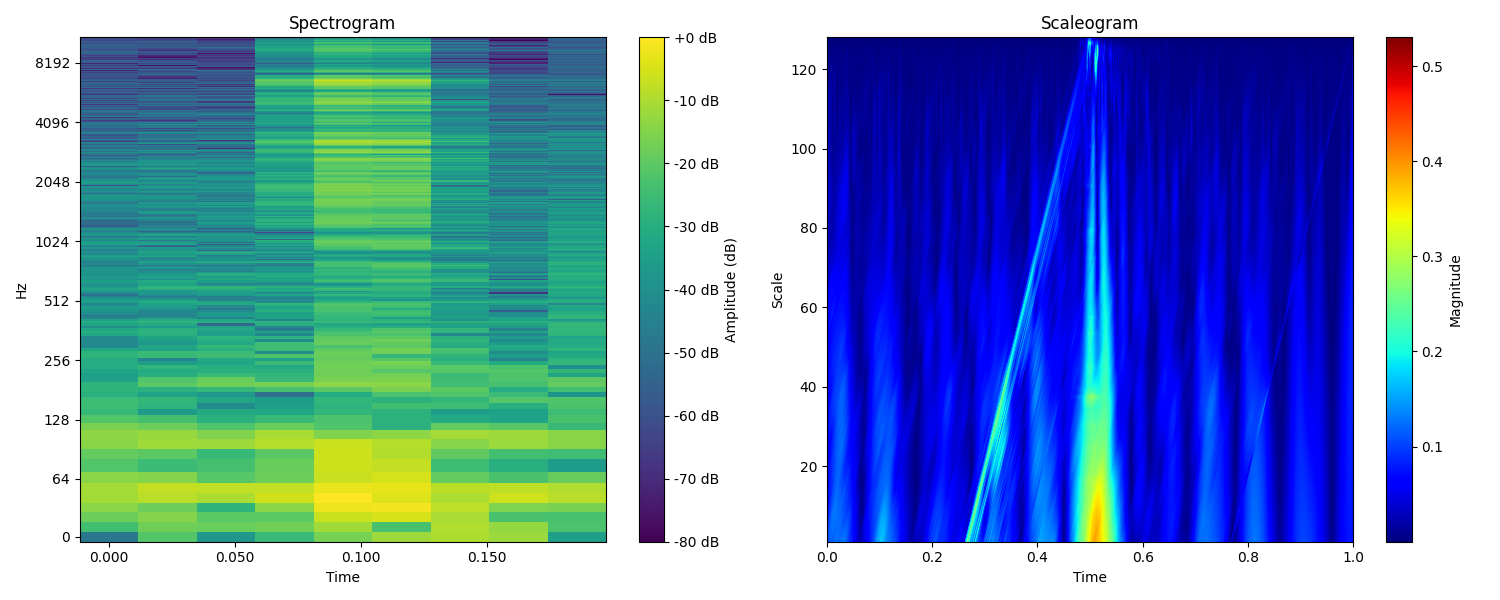 Spectrogram
8192
4096
2048
1024
512
256
128
64
0
Hz
0.000
0.050
0.100
0.150
Time
+0 dB
-10 dB
-20 dB
-30 dB
-40 dB
-50 dB
-60 dB
-70 dB
-80 dB
Amplitude (dB)
Scaleogram
120
100
80
60
40
20
Scale
0.0
0.2
0.4
0.6
0.8
1.0
Time
0.5
0.4
0.3
0.2
0.1
Magnitude